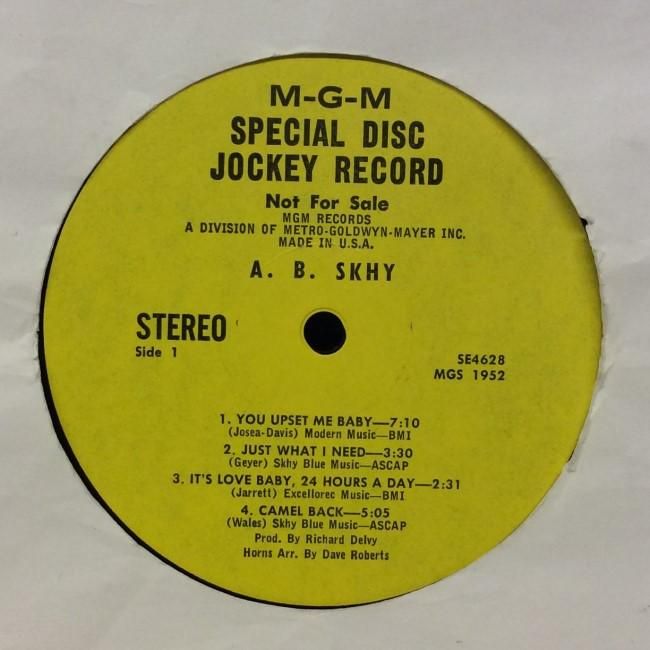 M-G-M
SPECIAL DISC
JOCKEY RECORD
Not For Sale
MGM RECORDS
A DIVISION OF METRO-GOLDWYN-MAYER INC.
MADE IN U.S.A.
A. B. SKHY
STEREO
Side 1
SE4628
MGS 1952
1. YOU UPSET ME BABY—7:10
(Josea-Davis) Modern Music—BMI
2. JUST WHAT I NEED—3:30
(Geyer) Skhy Blue Music—ASCAP
3. IT'S LOVE BABY, 24 HOURS A DAY—2:31
(Jarrett) Excellorec Music—BMI
4. CAMEL BACK—5:05
(Wales) Skhy Blue Music—ASCAP
Prod. By Richard Delvy
Horns Arr. By Dave Roberts